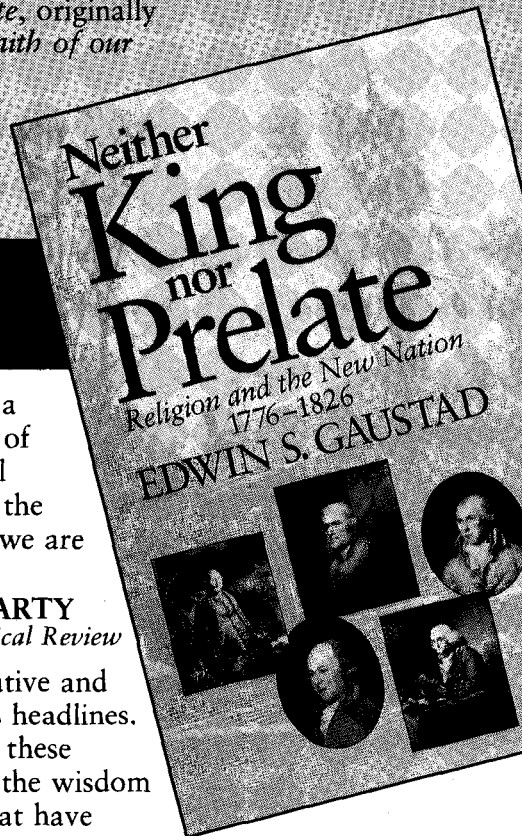 te, originally
aith of our
Neither
King
nor
Prelate
Religion and the New Nation
1776–1826
EDWIN S. GAUSTAD
a
of
l
the
we are
ARTY
ical Review
tive and
headlines.
these
the wisdom
at have